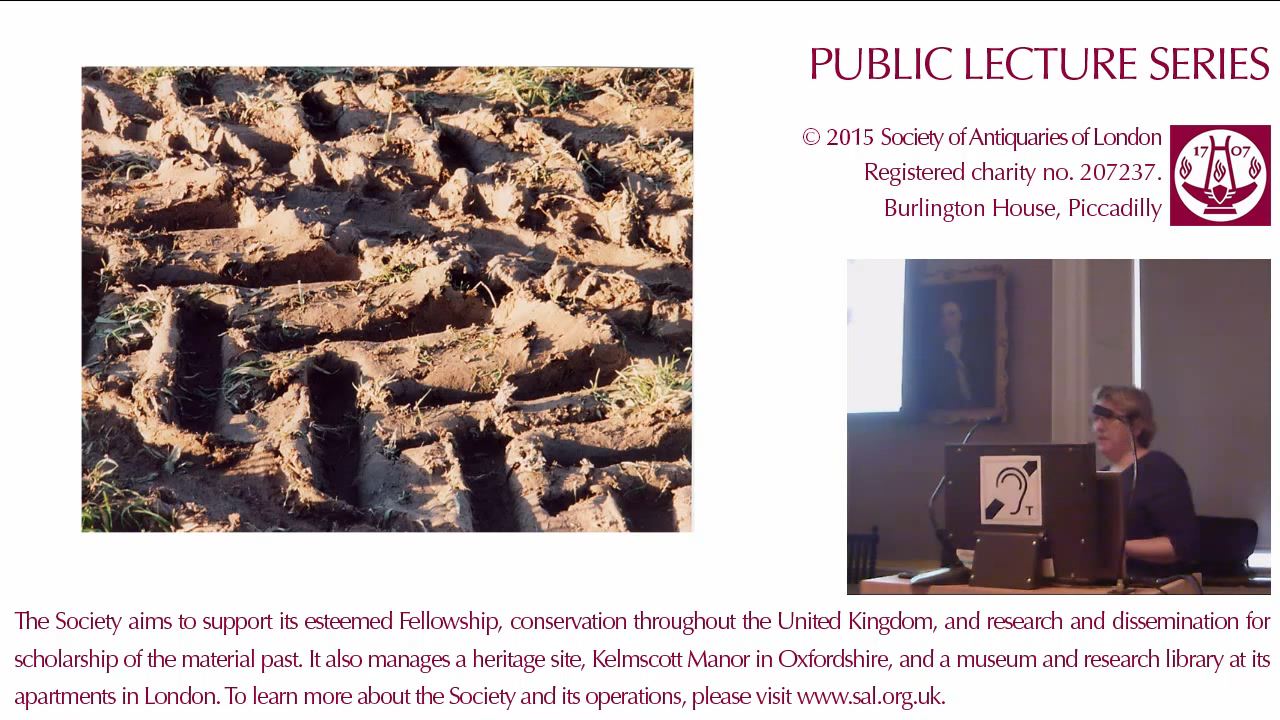 PUBLIC LECTURE SERIES
© 2015 Society of Antiquaries of London
Registered charity no. 207237.
Burlington House, Piccadilly
17 07
T
The Society aims to support its esteemed Fellowship, conservation throughout the United Kingdom, and research and dissemination for
scholarship of the material past. It also manages a heritage site, Kelmscott Manor in Oxfordshire, and a museum and research library at its
apartments in London. To learn more about the Society and its operations, please visit www.sal.org.uk.